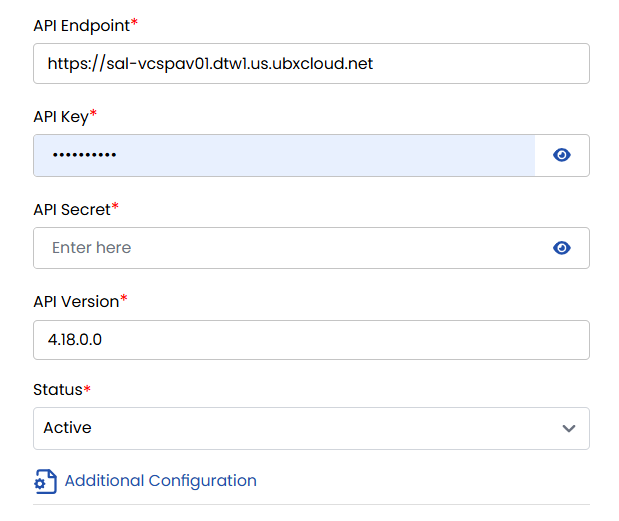 API Endpoint*
https://sal-vcspav01.dtw1.us.ubxcloud.net
API Key*
••••••••••
API Secret*
Enter here
API Version*
4.18.0.0
Status*
Active
Additional Configuration